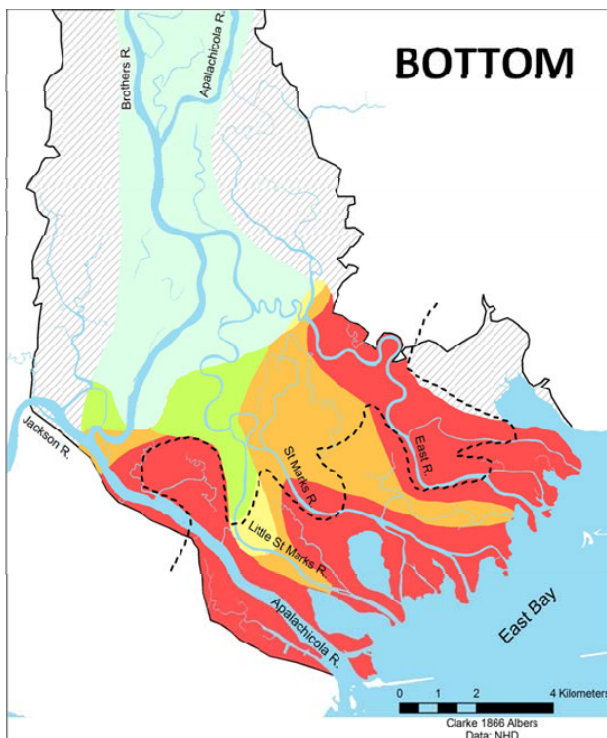 BOTTOM
Brothers R.
Apalachicola R.
Jackson R.
St Marks R.
East R.
Little St Marks R.
Apalachicola R.
East Bay
0 1 2 4 Kilometers
Clarke 1866 Albers
Data: NHD